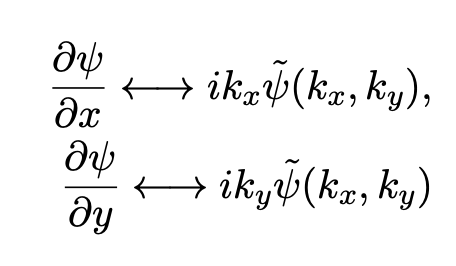 ∂ψ/∂x ⟷ ik_x ψ̃(k_x, k_y),
∂ψ/∂y ⟷ ik_y ψ̃(k_x, k_y)